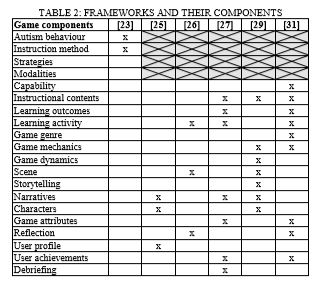 TABLE 2: FRAMEWORKS AND THEIR COMPONENTS
Game components [23] [25] [26] [27] [29] [31]
Autism behaviour x
Instruction method x
Strategies
Modalities
Capability x
Instructional contents x x x
Learning outcomes x x
Learning activity x x x
Game genre x
Game mechanics x x
Game dynamics x
Scene x x
Storytelling x
Narratives x x x
Characters x x
Game attributes x x
Reflection x x
User profile x
User achievements x x
Debriefing x